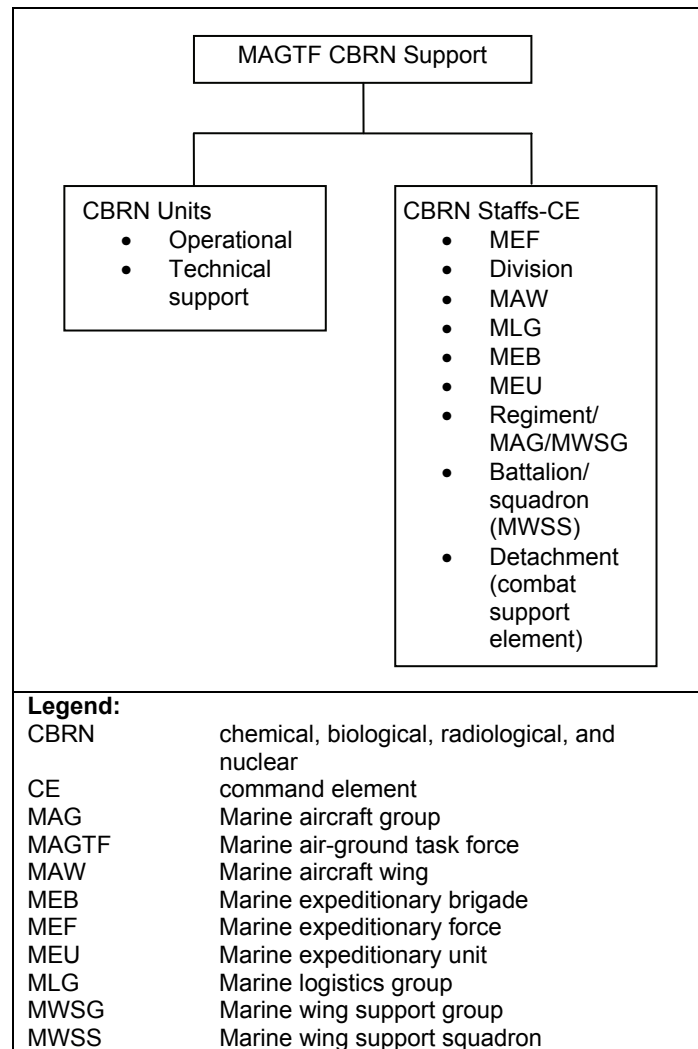 MAGTF CBRN Support
CBRN Units
• Operational
• Technical
support
CBRN Staffs-CE
• MEF
• Division
• MAW
• MLG
• MEB
• MEU
• Regiment/
MAG/MWSG
• Battalion/
squadron
(MWSS)
• Detachment
(combat
support
element)
Legend:
CBRN chemical, biological, radiological, and
nuclear
CE command element
MAG Marine aircraft group
MAGTF Marine air-ground task force
MAW Marine aircraft wing
MEB Marine expeditionary brigade
MEF Marine expeditionary force
MEU Marine expeditionary unit
MLG Marine logistics group
MWSG Marine wing support group
MWSS Marine wing support squadron